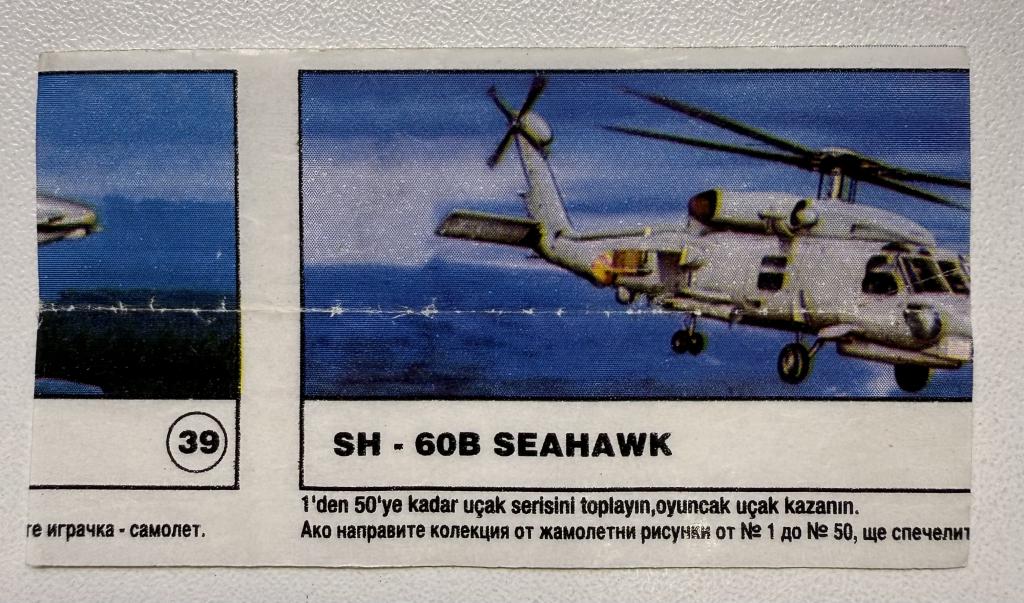 39
те играчка - самолет.
SH - 60B SEAHAWK
1'den 50'ye kadar uçak serisini toplayın,oyuncak uçak kazanın.
Ако направите колекция от жамолетни рисунки от № 1 до № 50, ще спечелит